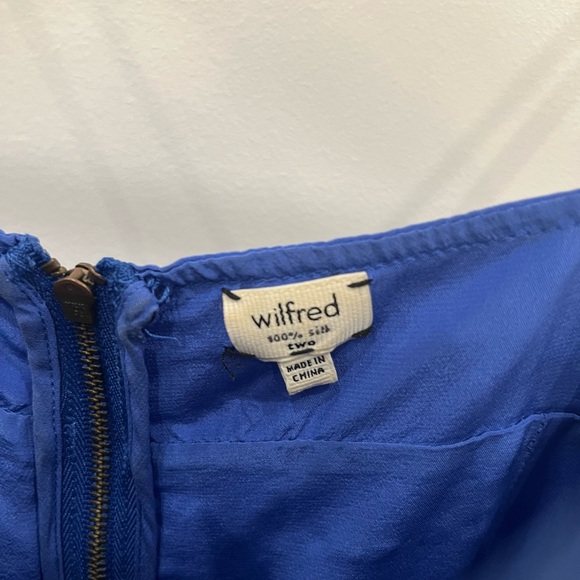 wilfred
100% silk
two
MADE IN
CHINA